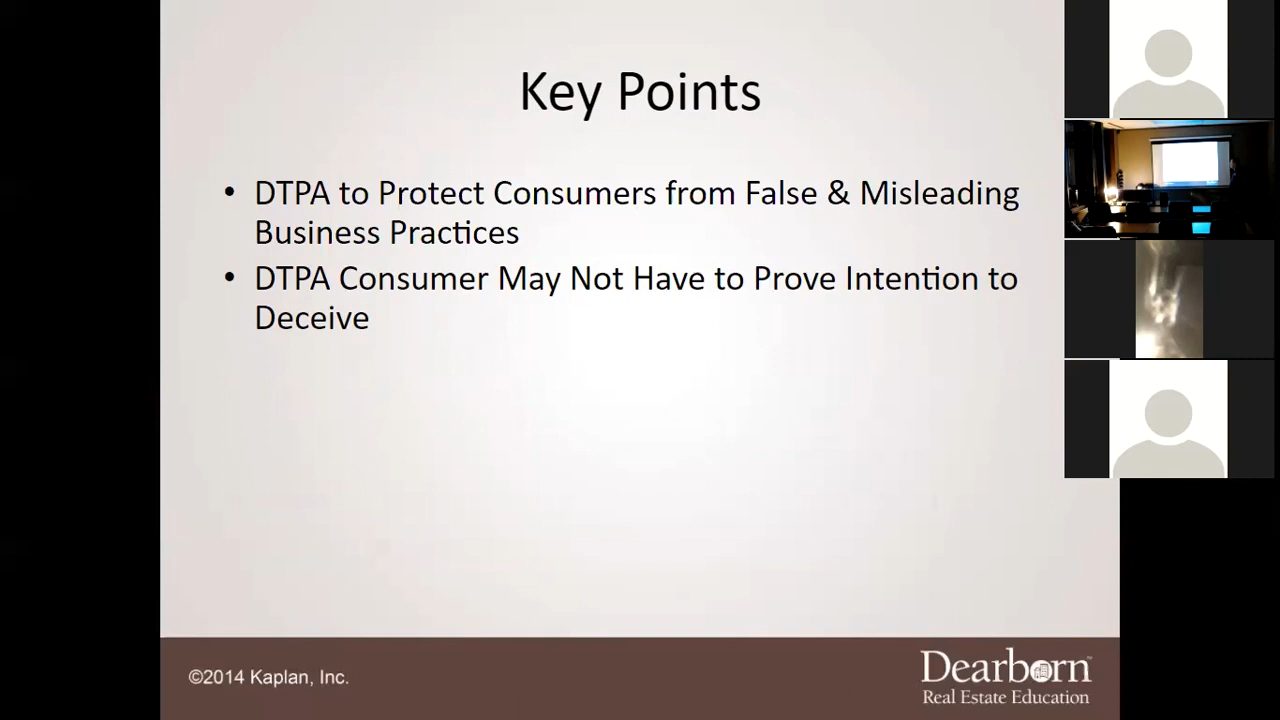 Key Points
• DTPA to Protect Consumers from False & Misleading
Business Practices
• DTPA Consumer May Not Have to Prove Intention to
Deceive
©2014 Kaplan, Inc.
Dearborn™
Real Estate Education